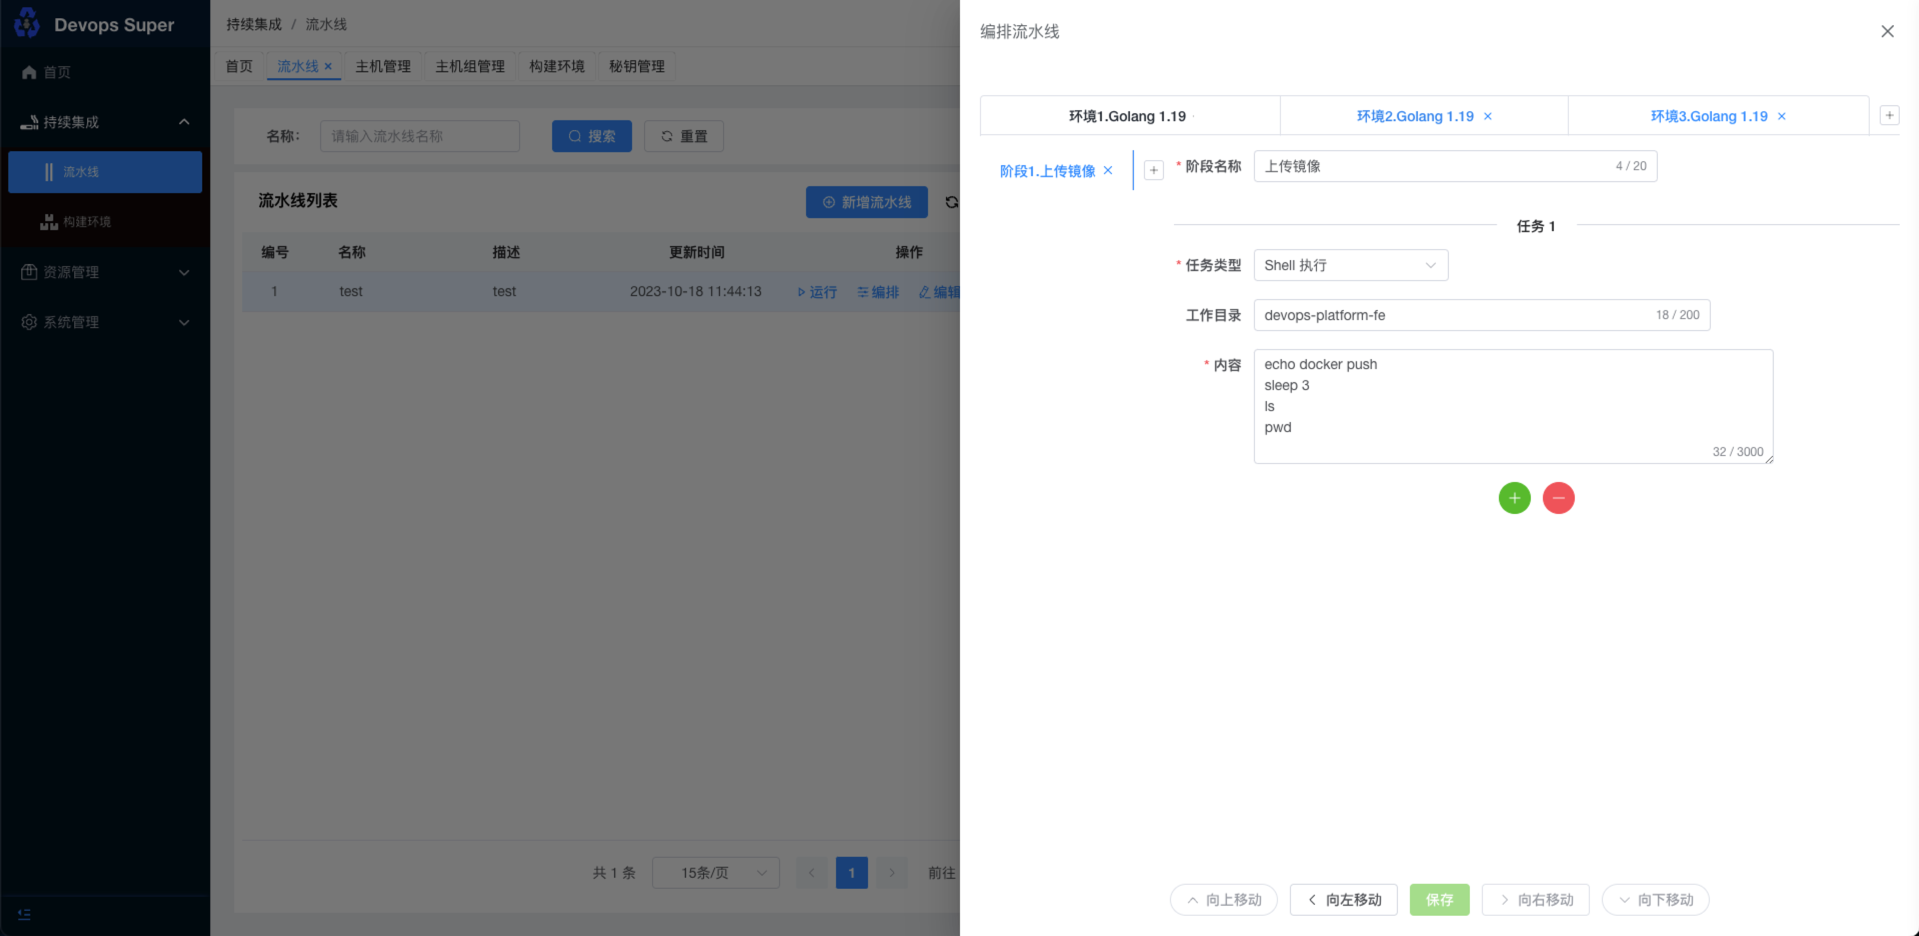 Devops Super
首页
持续集成
流水线
构建环境
资源管理
系统管理
持续集成 / 流水线
首页 流水线 × 主机管理 主机组管理 构建环境 秘钥管理
名称: 请输入流水线名称 搜索 重置
流水线列表 新增流水线
编号 名称 描述 更新时间 操作
1 test test 2023-10-18 11:44:13 运行 编排 编辑
共 1 条 15条/页 1 前往
编排流水线
环境1.Golang 1.19 环境2.Golang 1.19 × 环境3.Golang 1.19 ×
阶段1.上传镜像 ×
* 阶段名称 上传镜像 4 / 20
任务 1
* 任务类型 Shell 执行
工作目录 devops-platform-fe 18 / 200
* 内容 echo docker push
sleep 3
ls
pwd
32 / 3000
向上移动 向左移动 保存 向右移动 向下移动